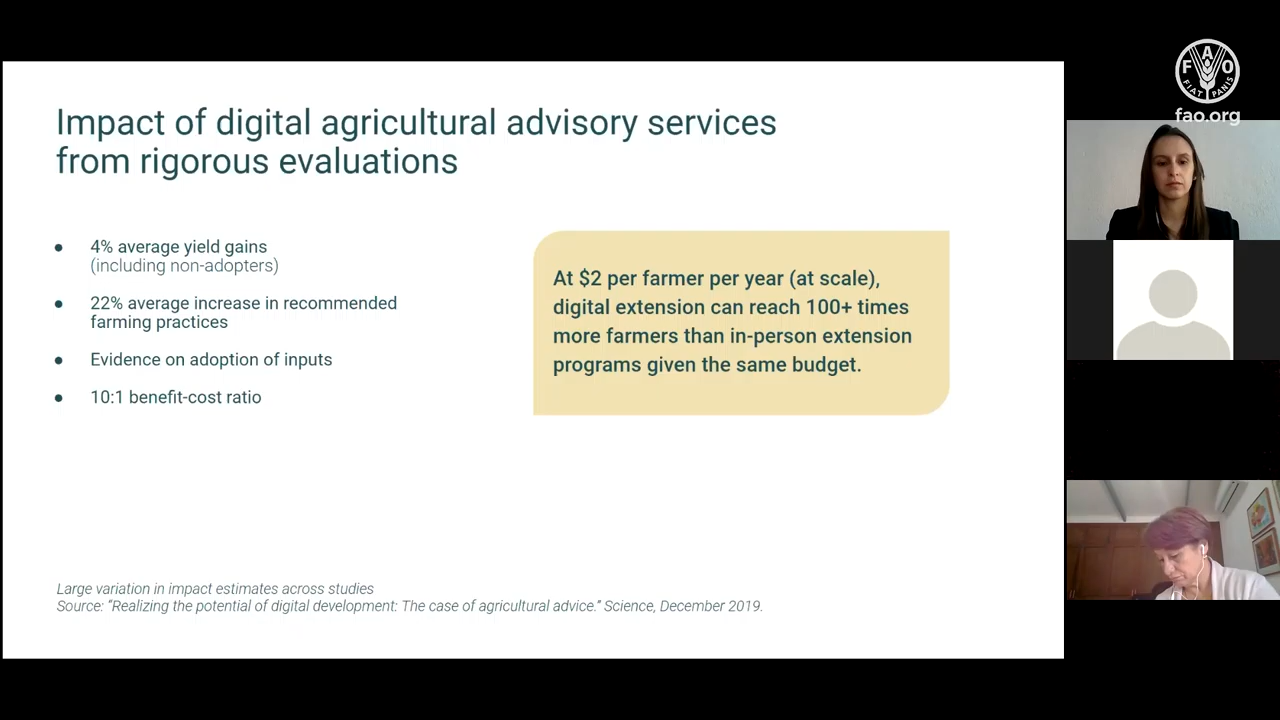 Impact of digital agricultural advisory services
from rigorous evaluations
● 4% average yield gains
(including non-adopters)
● 22% average increase in recommended
farming practices
● Evidence on adoption of inputs
● 10:1 benefit-cost ratio
At $2 per farmer per year (at scale),
digital extension can reach 100+ times
more farmers than in-person extension
programs given the same budget.
Large variation in impact estimates across studies
Source: “Realizing the potential of digital development: The case of agricultural advice.” Science, December 2019.
F A O
FIAT PANIS
fao.org